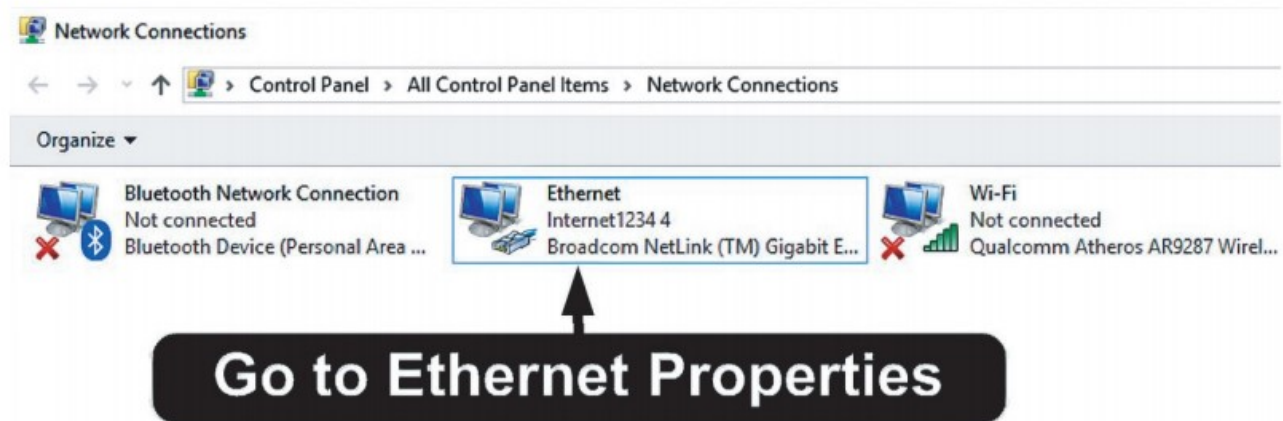 Network Connections
Control Panel > All Control Panel Items > Network Connections
Organize
Bluetooth Network Connection
Not connected
Bluetooth Device (Personal Area ...
Ethernet
Internet1234 4
Broadcom NetLink (TM) Gigabit E...
Wi-Fi
Not connected
Qualcomm Atheros AR9287 Wirel...
Go to Ethernet Properties